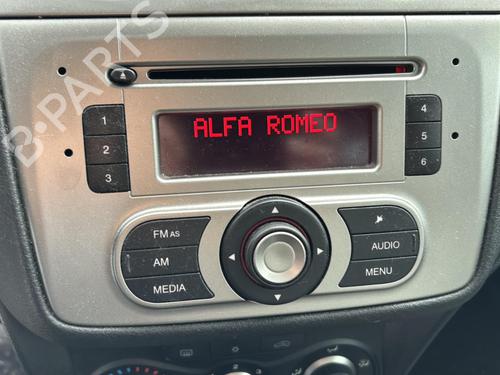 B-PARTS
ALFA ROMEO
1
2
3
4
5
6
FM AS
AM
MEDIA
AUDIO
MENU